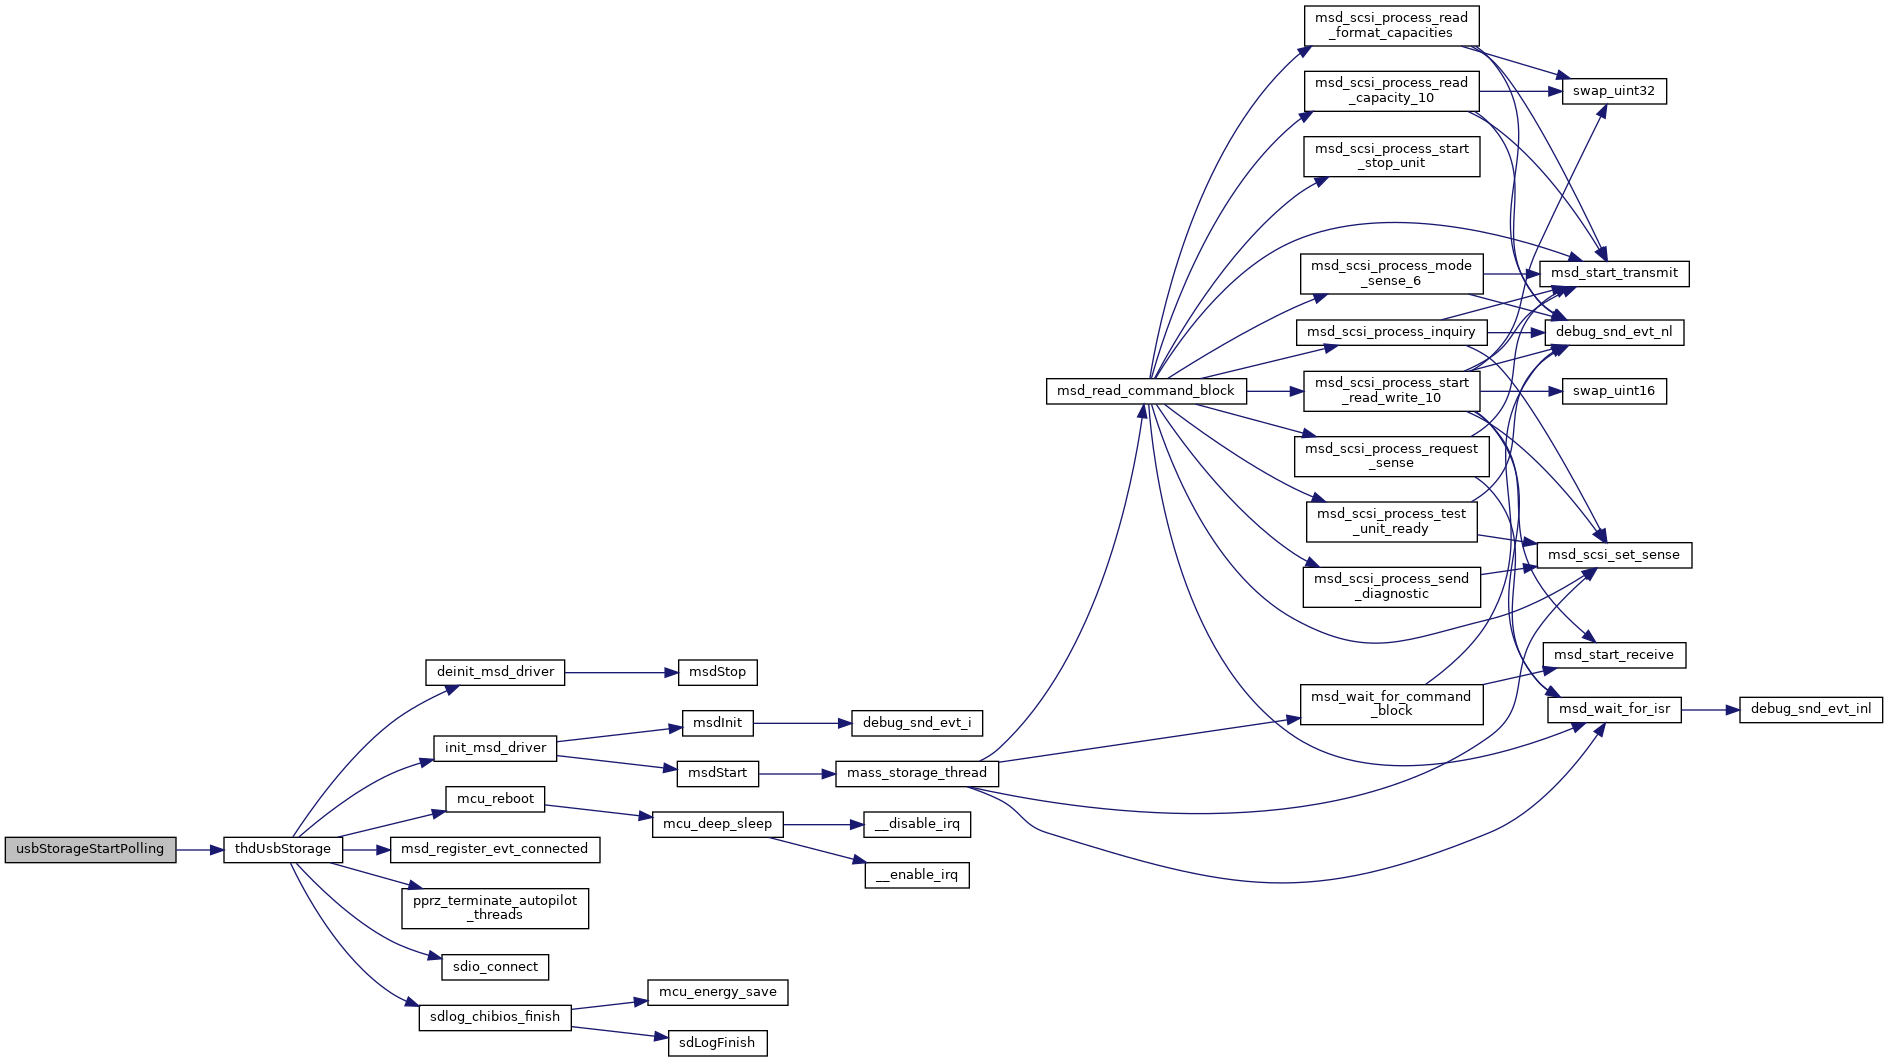 usbStorageStartPolling
thdUsbStorage
deinit_msd_driver
msdStop
init_msd_driver
msdInit
debug_snd_evt_i
msdStart
mass_storage_thread
mcu_reboot
mcu_deep_sleep
__disable_irq
__enable_irq
msd_register_evt_connected
pprz_terminate_autopilot
_threads
sdio_connect
sdlog_chibios_finish
mcu_energy_save
sdLogFinish
msd_read_command_block
msd_scsi_process_read
_format_capacities
msd_scsi_process_read
_capacity_10
msd_scsi_process_start
_stop_unit
msd_scsi_process_mode
_sense_6
msd_scsi_process_inquiry
msd_scsi_process_start
_read_write_10
msd_scsi_process_request
_sense
msd_scsi_process_test
_unit_ready
msd_scsi_process_send
_diagnostic
msd_wait_for_command
_block
swap_uint32
msd_start_transmit
debug_snd_evt_nl
swap_uint16
msd_scsi_set_sense
msd_start_receive
msd_wait_for_isr
debug_snd_evt_inl